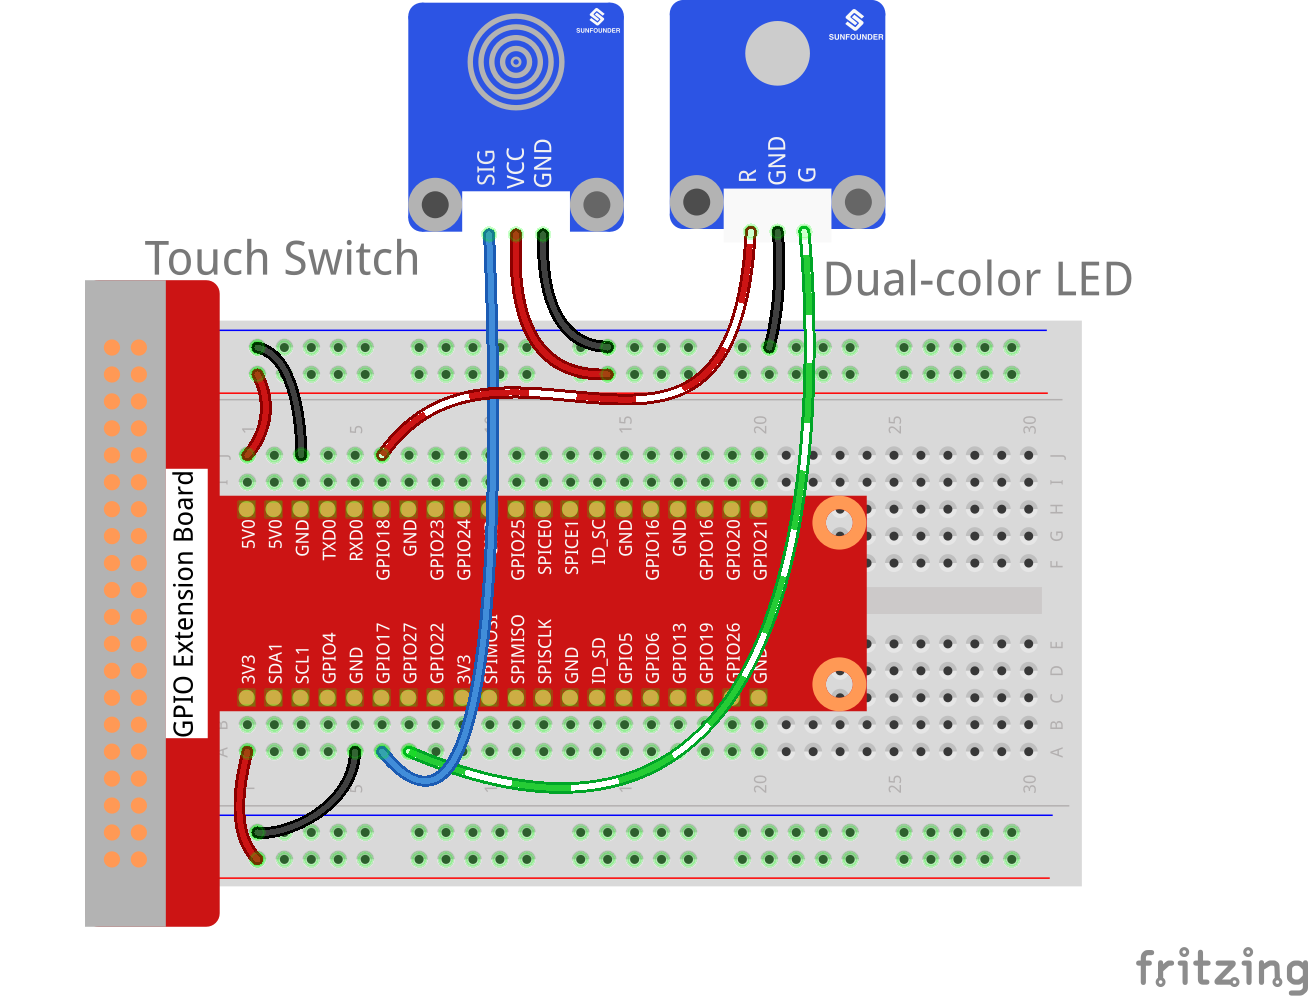 SUNFOUNDER
SUNFOUNDER
SIG
VCC
GND
R
GND
G
Touch Switch
Dual-color LED
GPIO Extension Board
1
5
15
20
25
30
J
J
I
I
5V0
5V0
GND
TXD0
RXD0
GPIO18
GND
GPIO23
GPIO24
GPIO25
SPICE0
SPICE1
ID_SC
GND
GPIO16
GND
GPIO16
GPIO20
GPIO21
H
G
F
3V3
SDA1
SCL1
GPIO4
GND
GPIO17
GPIO27
GPIO22
3V3
SPIMOSI
SPIMISO
SPISCLK
GND
ID_SD
GPIO5
GPIO6
GPIO13
GPIO19
GPIO26
GND
E
D
C
B
B
A
A
1
5
15
20
25
30
fritzing